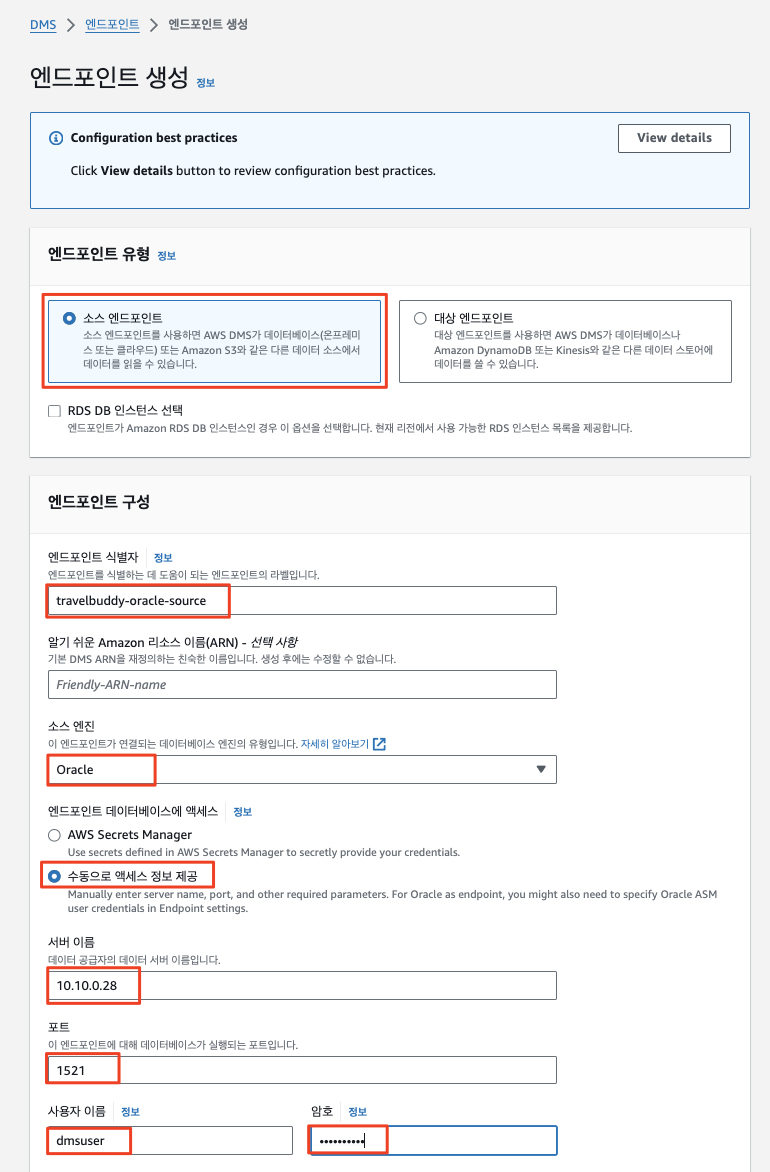 DMS > 엔드포인트 > 엔드포인트 생성
엔드포인트 생성 정보
Configuration best practices
View details
Click View details button to review configuration best practices.
엔드포인트 유형 정보
소스 엔드포인트
소스 엔드포인트를 사용하면 AWS DMS가 데이터베이스(온프레미
스 또는 클라우드) 또는 Amazon S3와 같은 다른 데이터 소스에서
데이터를 읽을 수 있습니다.
대상 엔드포인트
대상 엔드포인트를 사용하면 AWS DMS가 데이터베이스나
Amazon DynamoDB 또는 Kinesis와 같은 다른 데이터 스토어에
데이터를 쓸 수 있습니다.
RDS DB 인스턴스 선택
엔드포인트가 Amazon RDS DB 인스턴스인 경우 이 옵션을 선택합니다. 현재 리전에서 사용 가능한 RDS 인스턴스 목록을 제공합니다.
엔드포인트 구성
엔드포인트 식별자 정보
엔드포인트를 식별하는 데 도움이 되는 엔드포인트의 라벨입니다.
travelbuddy-oracle-source
알기 쉬운 Amazon 리소스 이름(ARN) - 선택 사항
기본 DMS ARN을 재정의하는 친숙한 이름입니다. 생성 후에는 수정할 수 없습니다.
Friendly-ARN-name
소스 엔진
이 엔드포인트가 연결되는 데이터베이스 엔진의 유형입니다. 자세히 알아보기
Oracle
엔드포인트 데이터베이스에 액세스 정보
AWS Secrets Manager
Use secrets defined in AWS Secrets Manager to secretly provide your credentials.
수동으로 액세스 정보 제공
Manually enter server name, port, and other required parameters. For Oracle as endpoint, you might also need to specify Oracle ASM
user credentials in Endpoint settings.
서버 이름
데이터 공급자의 데이터 서버 이름입니다.
10.10.0.28
포트
이 엔드포인트에 대해 데이터베이스가 실행되는 포트입니다.
1521
사용자 이름 정보
암호 정보
dmsuser
••••••••••